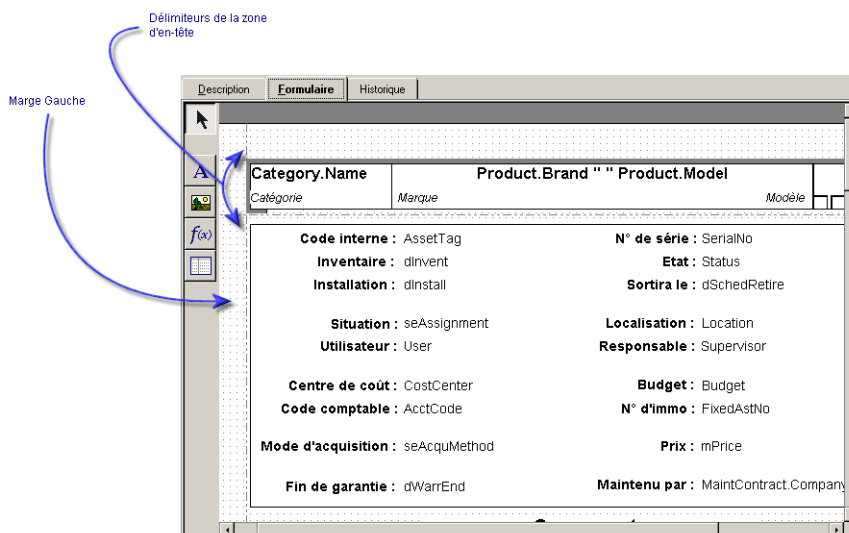 Délimiteurs de la zone
d'en-tête
Marge Gauche
Description Formulaire Historique
A
f(x)
Category.Name Product.Brand " " Product.Model
Catégorie Marque Modèle
Code interne : AssetTag N° de série : SerialNo
Inventaire : dInvent Etat : Status
Installation : dInstall Sortira le : dSchedRetire
Situation : seAssignment Localisation : Location
Utilisateur : User Responsable : Supervisor
Centre de coût : CostCenter Budget : Budget
Code comptable : AcctCode N° d'immo : FixedAstNo
Mode d'acquisition : seAcquMethod Prix : mPrice
Fin de garantie : dWarrEnd Maintenu par : MaintContract.Company